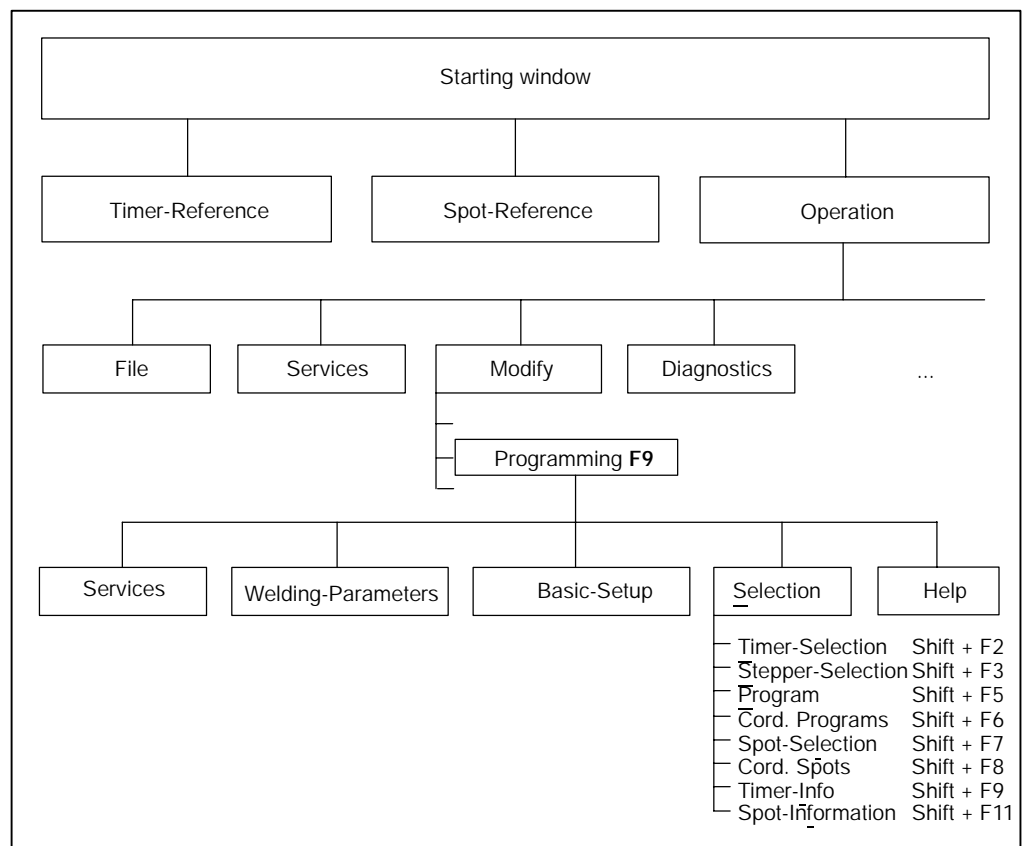 Starting window
Timer-Reference Spot-Reference Operation
File Services Modify Diagnostics ...
Programming F9
Services Welding-Parameters Basic-Setup Selection Help
Timer-Selection Shift + F2
Stepper-Selection Shift + F3
Program Shift + F5
Cord. Programs Shift + F6
Spot-Selection Shift + F7
Cord. Spots Shift + F8
Timer-Info Shift + F9
Spot-Information Shift + F11